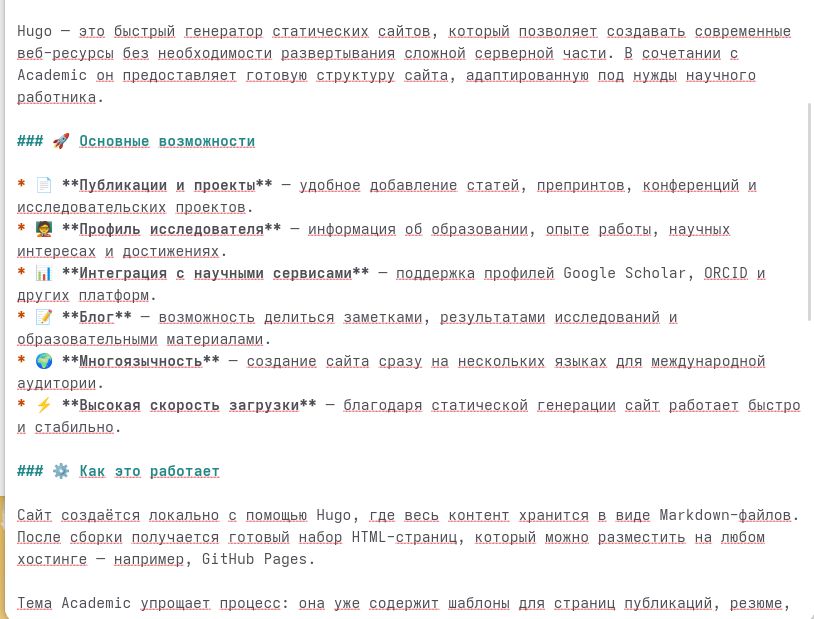 Hugo — это быстрый генератор статических сайтов, который позволяет создавать современные
веб-ресурсы без необходимости развертывания сложной серверной части. В сочетании с
Academic он предоставляет готовую структуру сайта, адаптированную под нужды научного
работника.
### 🚀 Основные возможности
* 📄 **Публикации и проекты** — удобное добавление статей, препринтов, конференций и
исследовательских проектов.
* 🧑‍🏫 **Профиль исследователя** — информация об образовании, опыте работы, научных
интересах и достижениях.
* 📊 **Интеграция с научными сервисами** — поддержка профилей Google Scholar, ORCID и
других платформ.
* 📝 **Блог** — возможность делиться заметками, результатами исследований и
образовательными материалами.
* 🌍 **Многоязычность** — создание сайта сразу на нескольких языках для международной
аудитории.
* ⚡ **Высокая скорость загрузки** — благодаря статической генерации сайт работает быстро
и стабильно.
### ⚙️ Как это работает
Сайт создаётся локально с помощью Hugo, где весь контент хранится в виде Markdown-файлов.
После сборки получается готовый набор HTML-страниц, который можно разместить на любом
хостинге — например, GitHub Pages.
Тема Academic упрощает процесс: она уже содержит шаблоны для страниц публикаций, резюме,